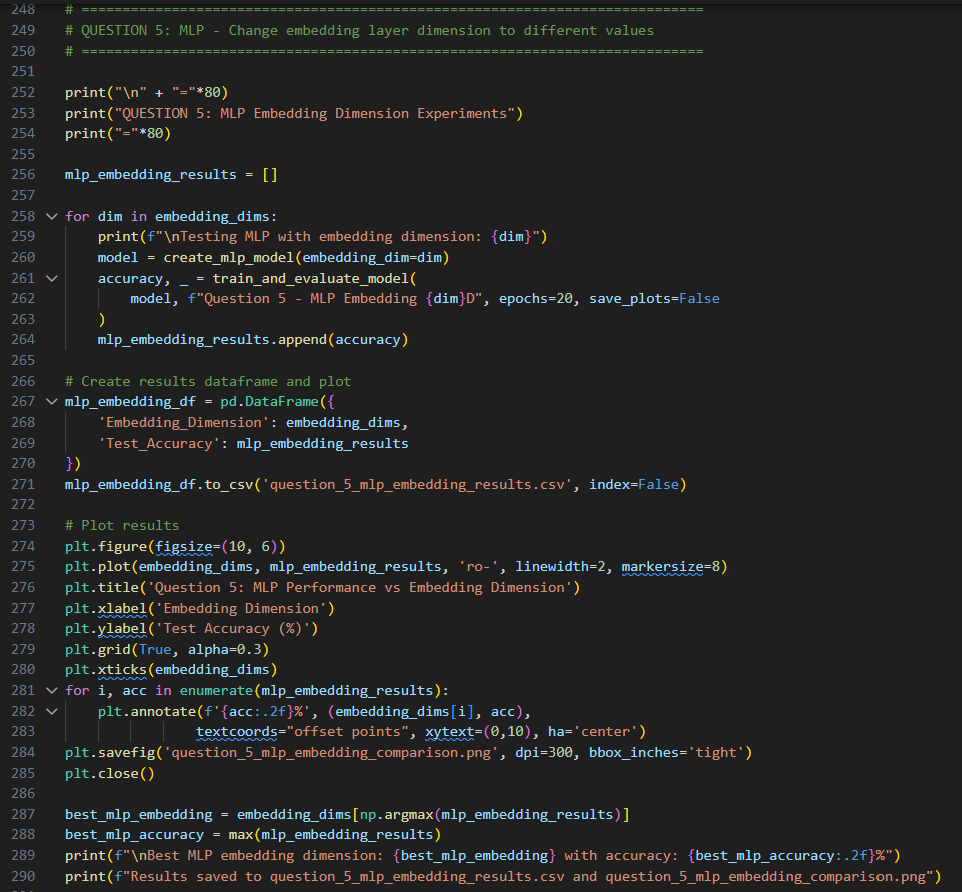 248 # ============================================================================
249 # QUESTION 5: MLP - Change embedding layer dimension to different values
250 # ============================================================================
251
252 print("\n" + "="*80)
253 print("QUESTION 5: MLP Embedding Dimension Experiments")
254 print("="*80)
255
256 mlp_embedding_results = []
257
258 for dim in embedding_dims:
259     print(f"\nTesting MLP with embedding dimension: {dim}")
260     model = create_mlp_model(embedding_dim=dim)
261     accuracy, _ = train_and_evaluate_model(
262         model, f"Question 5 - MLP Embedding {dim}D", epochs=20, save_plots=False
263     )
264     mlp_embedding_results.append(accuracy)
265
266 # Create results dataframe and plot
267 mlp_embedding_df = pd.DataFrame({
268     'Embedding_Dimension': embedding_dims,
269     'Test_Accuracy': mlp_embedding_results
270 })
271 mlp_embedding_df.to_csv('question_5_mlp_embedding_results.csv', index=False)
272
273 # Plot results
274 plt.figure(figsize=(10, 6))
275 plt.plot(embedding_dims, mlp_embedding_results, 'ro-', linewidth=2, markersize=8)
276 plt.title('Question 5: MLP Performance vs Embedding Dimension')
277 plt.xlabel('Embedding Dimension')
278 plt.ylabel('Test Accuracy (%)')
279 plt.grid(True, alpha=0.3)
280 plt.xticks(embedding_dims)
281 for i, acc in enumerate(mlp_embedding_results):
282     plt.annotate(f'{acc:.2f}%', (embedding_dims[i], acc),
283                 textcoords="offset points", xytext=(0,10), ha='center')
284 plt.savefig('question_5_mlp_embedding_comparison.png', dpi=300, bbox_inches='tight')
285 plt.close()
286
287 best_mlp_embedding = embedding_dims[np.argmax(mlp_embedding_results)]
288 best_mlp_accuracy = max(mlp_embedding_results)
289 print(f"\nBest MLP embedding dimension: {best_mlp_embedding} with accuracy: {best_mlp_accuracy:.2f}%")
290 print(f"Results saved to question_5_mlp_embedding_results.csv and question_5_mlp_embedding_comparison.png")